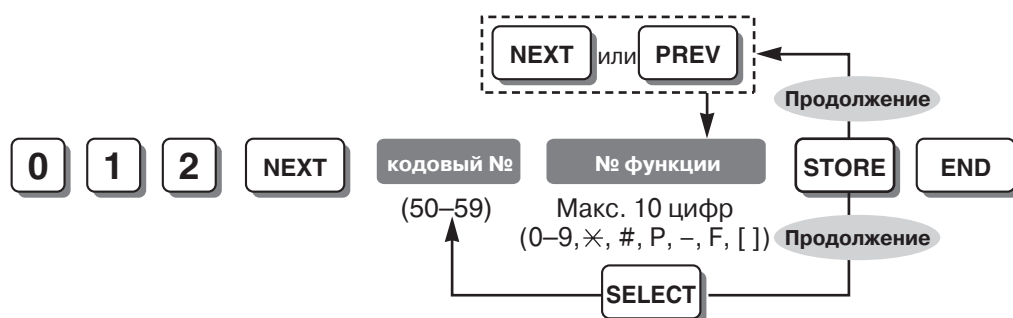 NEXT или PREV
Продолжение
0 1 2 NEXT кодовый № № функции STORE END
(50–59) Макс. 10 цифр
(0–9, ✳, #, P, –, F, [ ]) Продолжение
SELECT